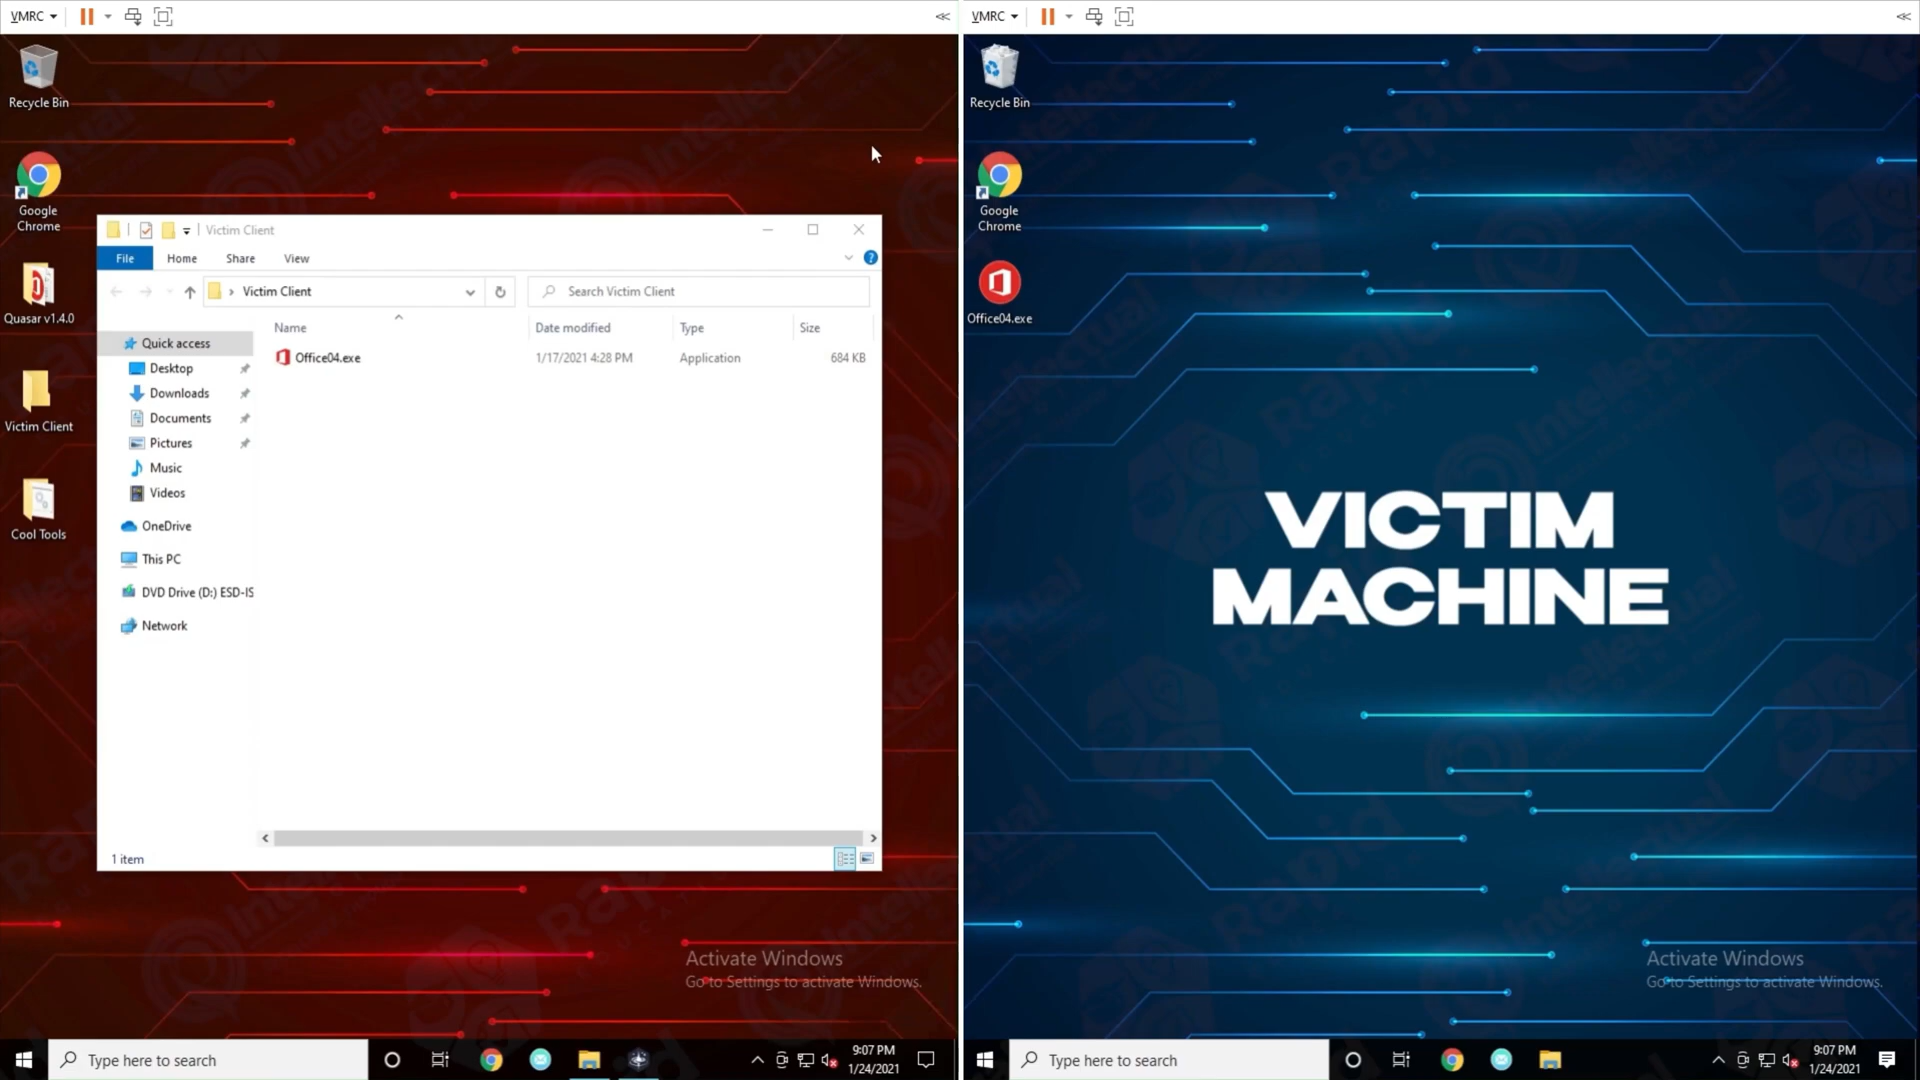 VMRC
Recycle Bin
Google
Chrome
Quasar v1.4.0
Victim Client
Cool Tools
Victim Client
File Home Share View
Victim Client
Search Victim Client
Name Date modified Type Size
Office04.exe 1/17/2021 4:28 PM Application 684 KB
Quick access
Desktop
Downloads
Documents
Pictures
Music
Videos
OneDrive
This PC
DVD Drive (D:) ESD-IS
Network
1 item
Activate Windows
Go to Settings to activate Windows.
Type here to search
9:07 PM
1/24/2021
VMRC
Recycle Bin
Google
Chrome
Office04.exe
VICTIM
MACHINE
Activate Windows
Go to Settings to activate Windows.
Type here to search
9:07 PM
1/24/2021